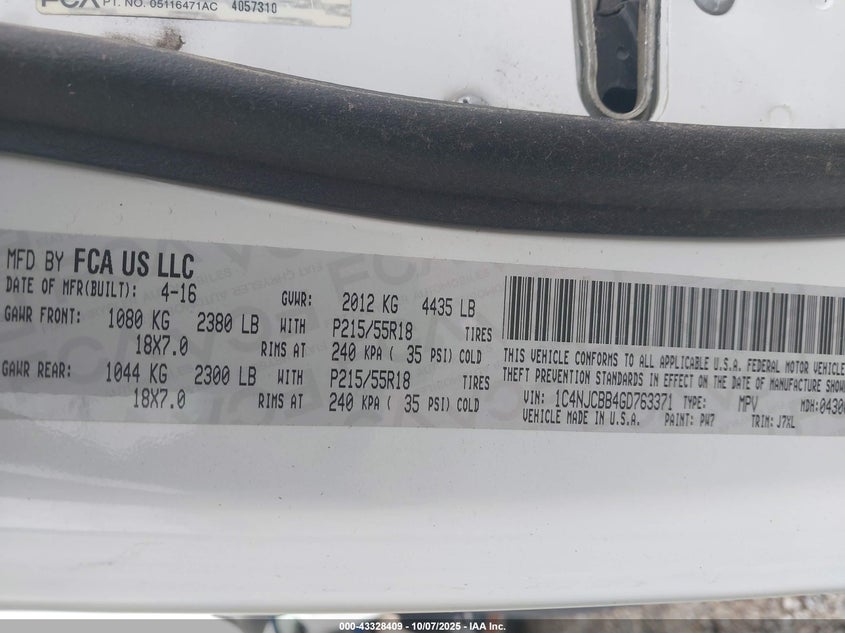 PT. NO. 05116471AC 4057310
MFD BY FCA US LLC
DATE OF MFR(BUILT): 4-16 GVWR: 2012 KG 4435 LB
GAWR FRONT: 1080 KG 2380 LB WITH P215/55R18 TIRES
18X7.0 RIMS AT 240 KPA ( 35 PSI) COLD
GAWR REAR: 1044 KG 2300 LB WITH P215/55R18 TIRES
18X7.0 RIMS AT 240 KPA ( 35 PSI) COLD
THIS VEHICLE CONFORMS TO ALL APPLICABLE U.S.A. FEDERAL MOTOR VEHICLE
THEFT PREVENTION STANDARDS IN EFFECT ON THE DATE OF MANUFACTURE SHOW
VIN: 1C4NJCBB4GD763371 TYPE: MPV MDH: 0430
VEHICLE MADE IN U.S.A. PAINT: PW7 TRIM: J7XL
000-43328409 | 10/07/2025 | IAA Inc. | Copart